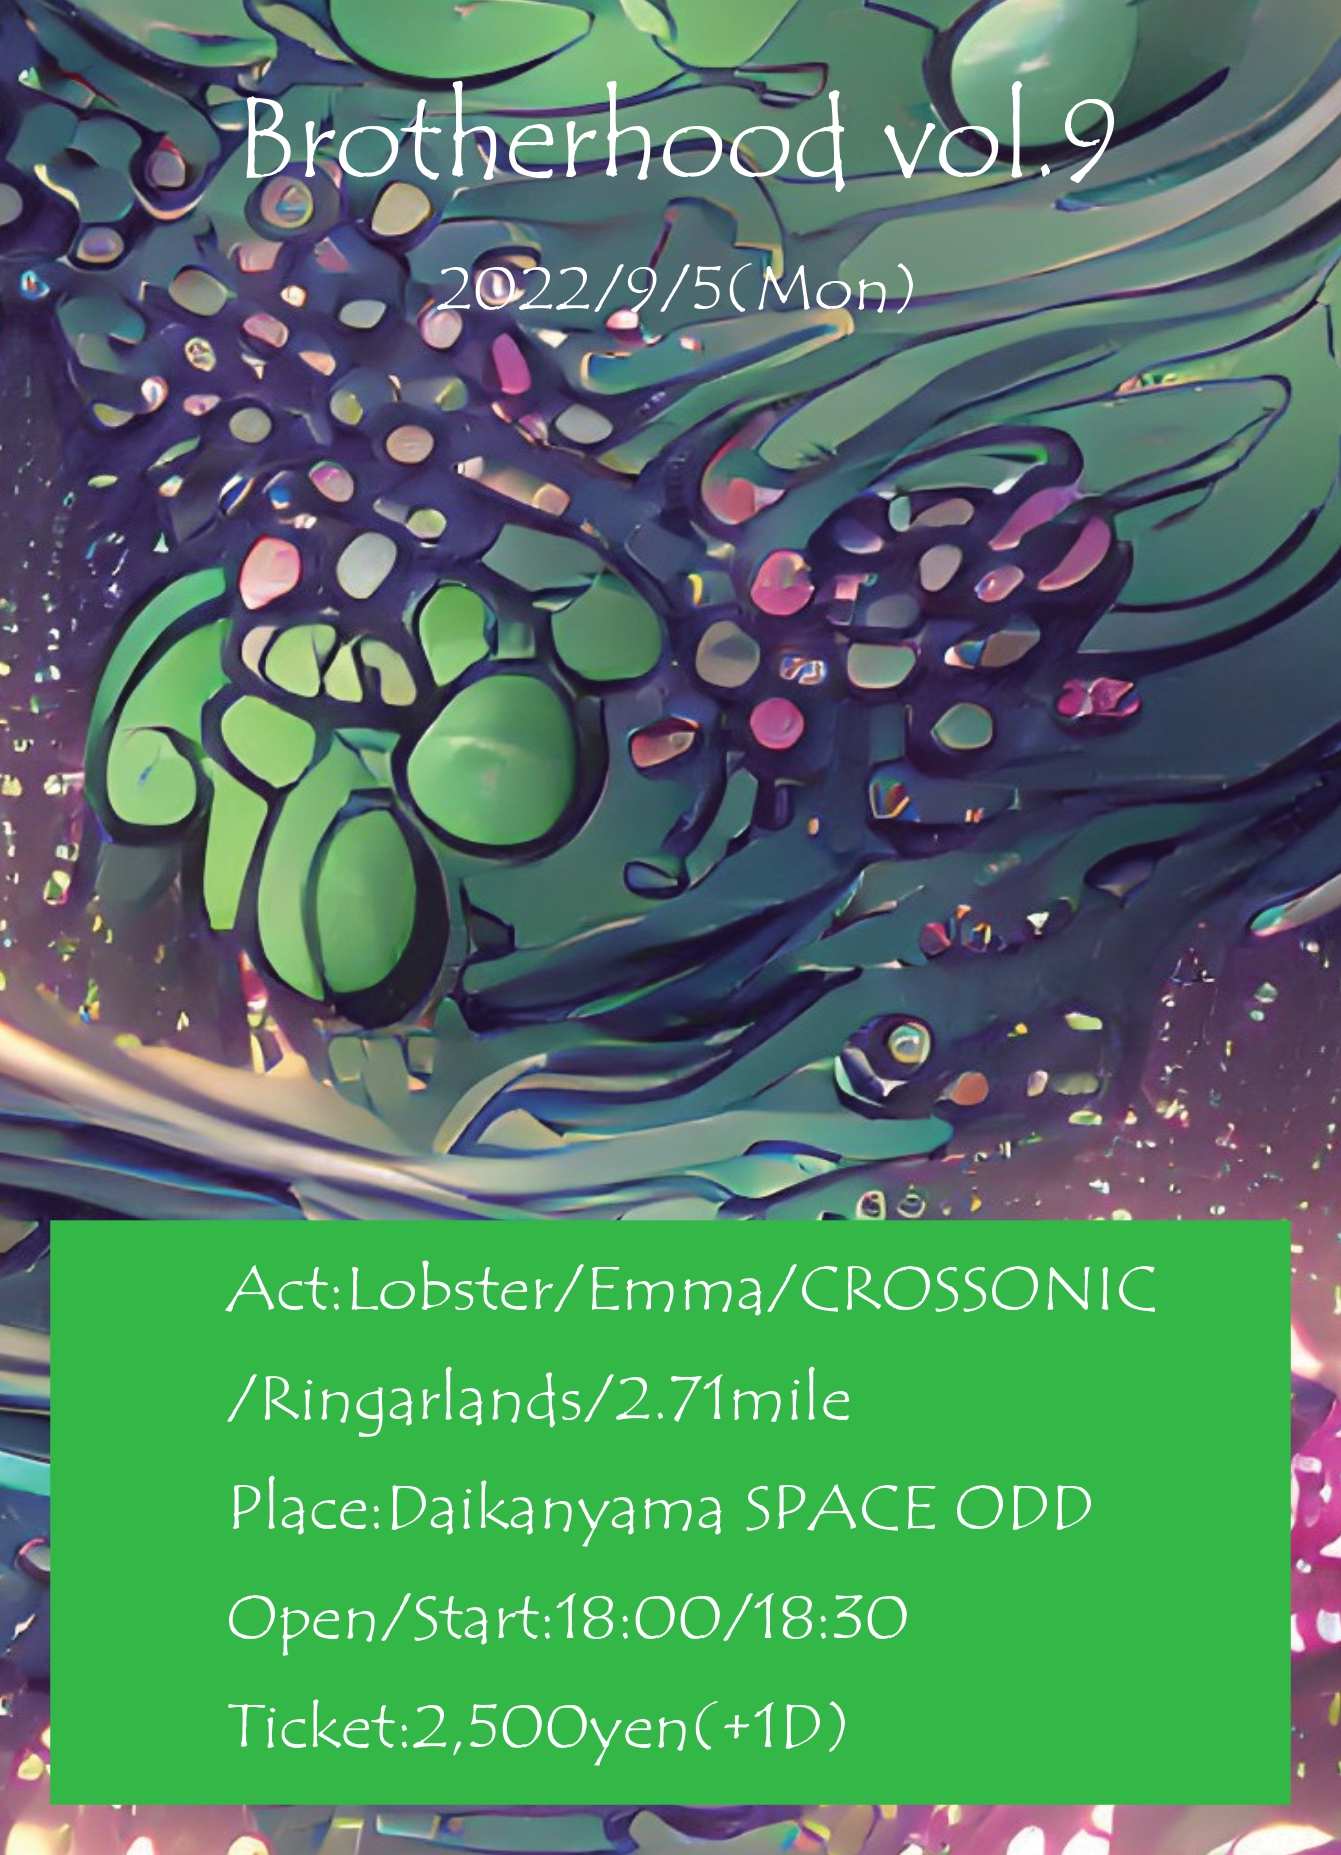 Brotherhood vol.9
2022/9/5(Mon)
Act:Lobster/Emma/CROSSONIC
/Ringarlands/2.71mile
Place:Daikanyama SPACE ODD
Open/Start:18:00/18:30
Ticket:2,500yen(+1D)